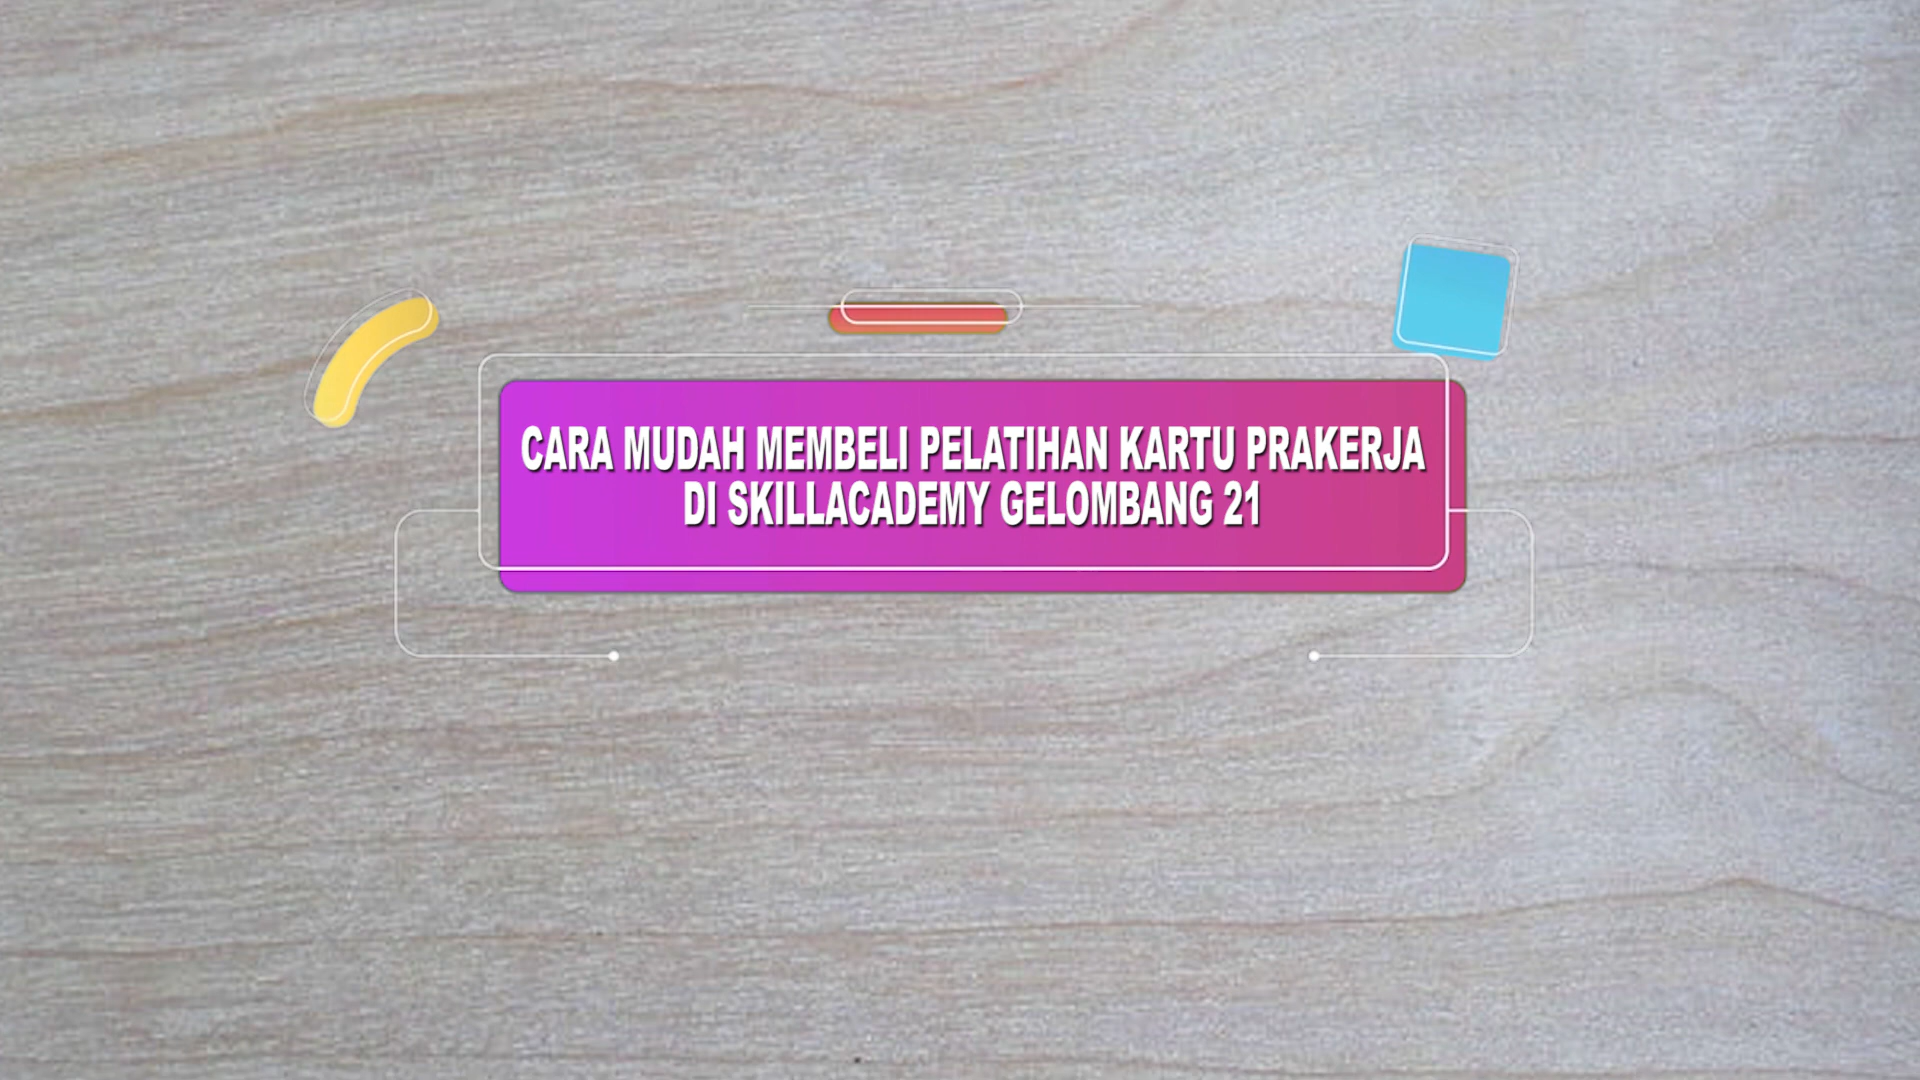 CARA MUDAH MEMBELI PELATIHAN KARTU PRAKERJA
DI SKILLACADEMY GELOMBANG 21